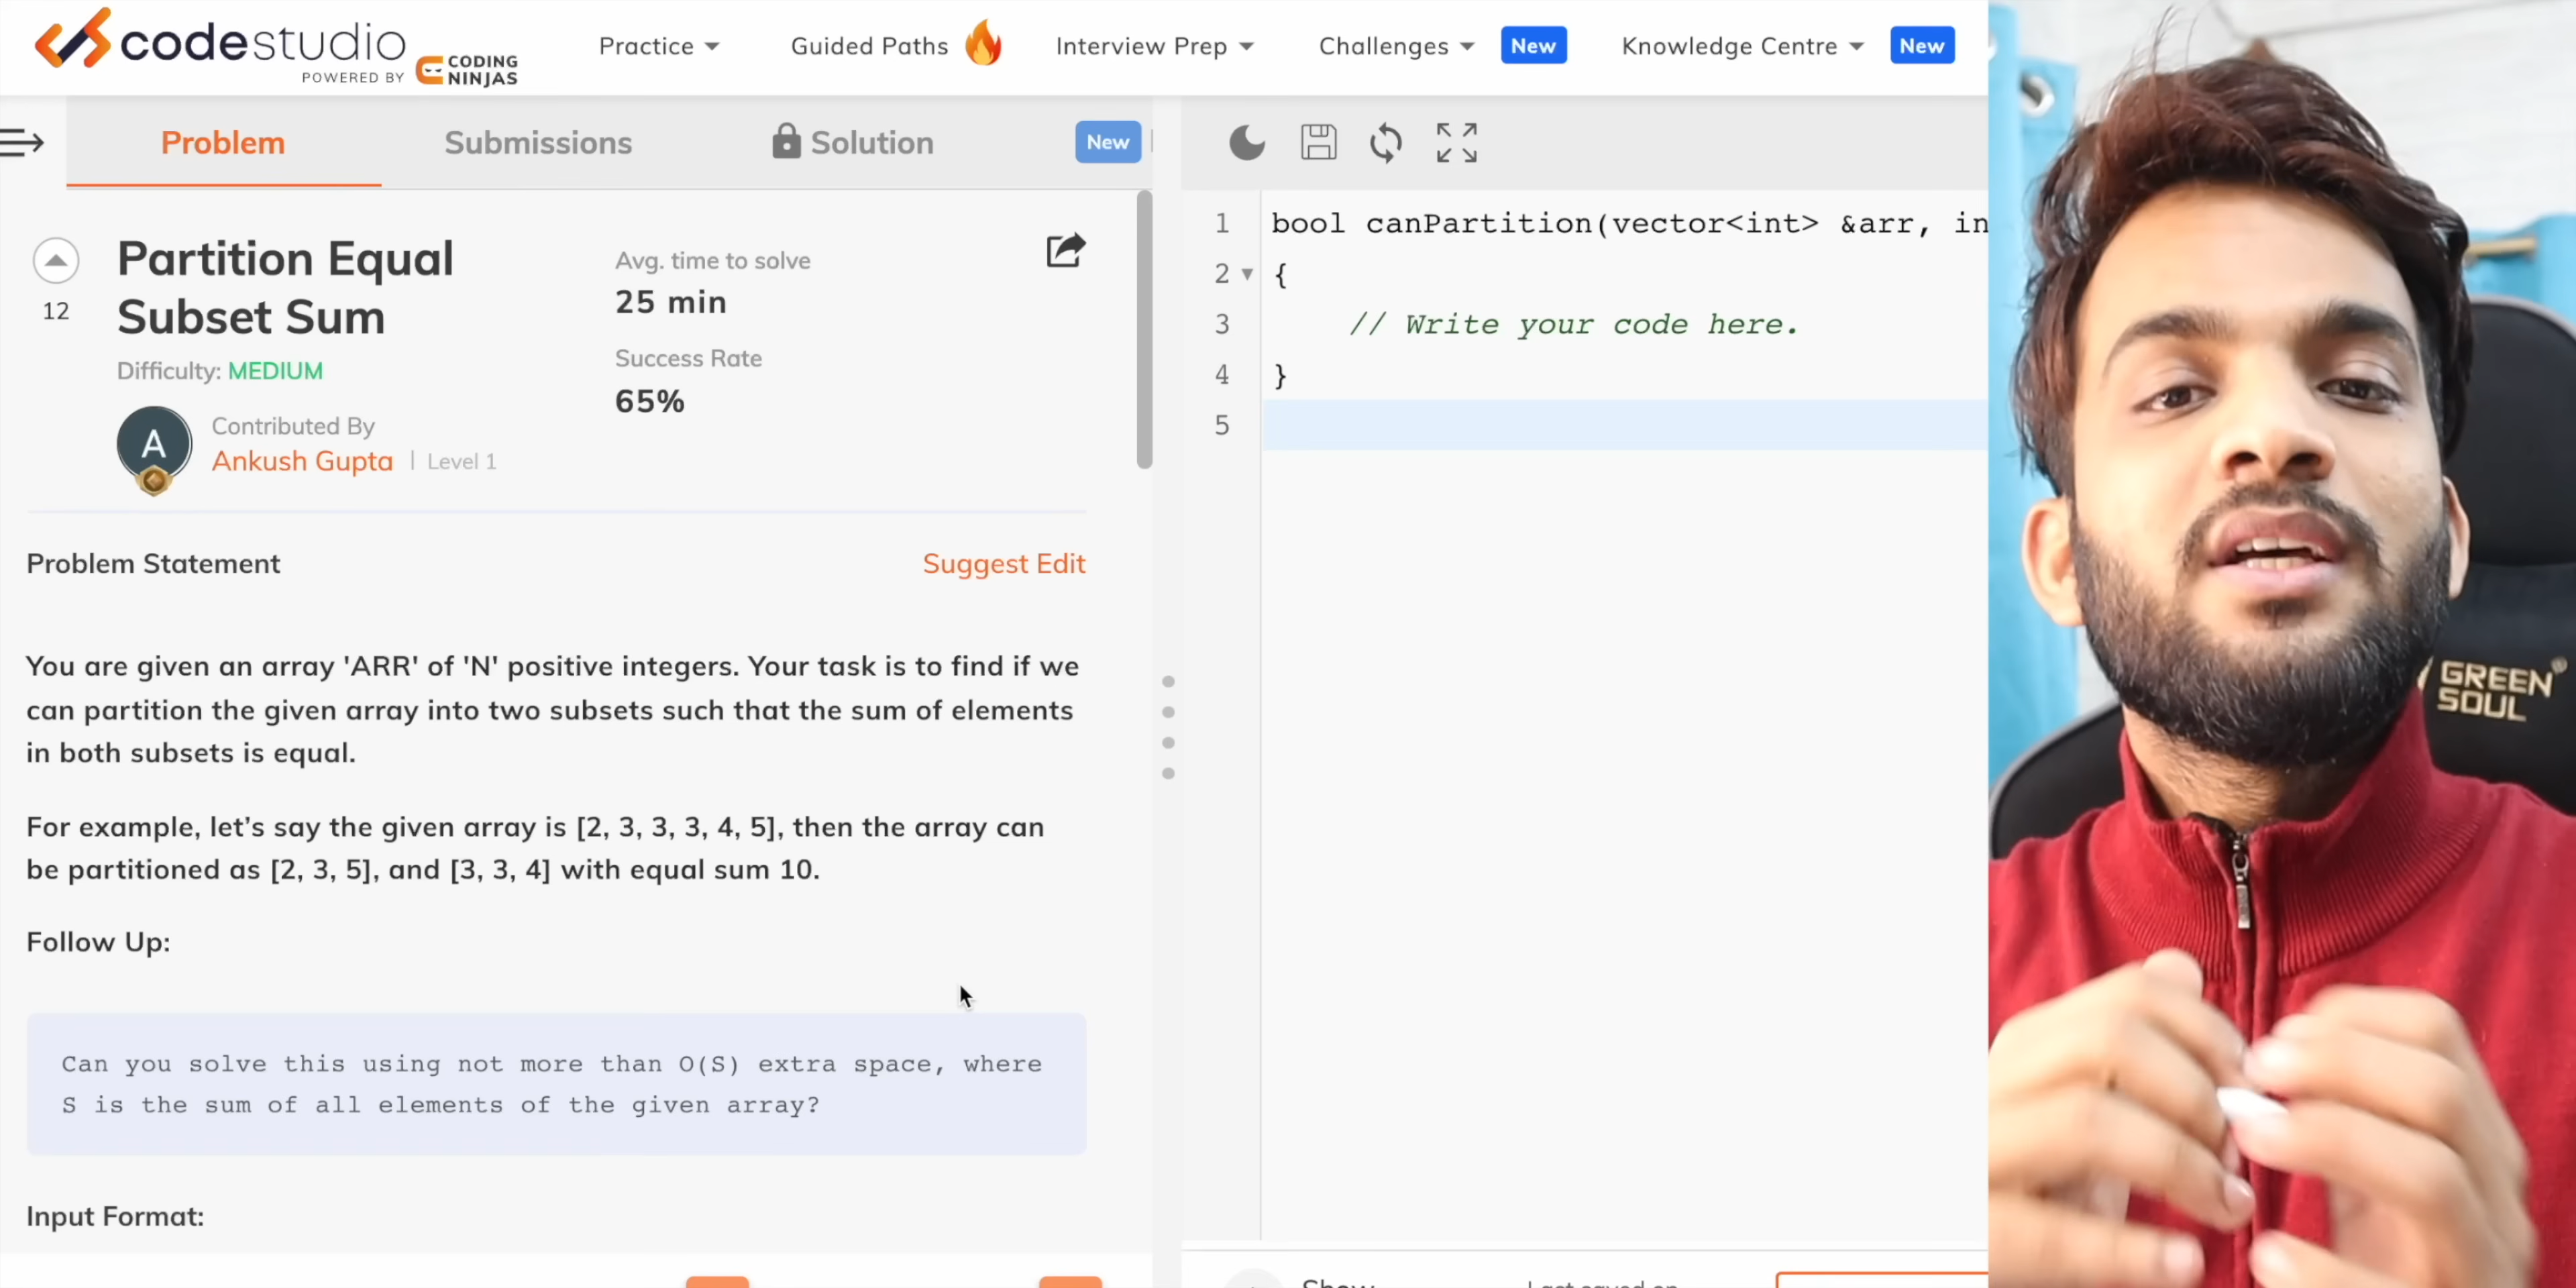 codestudio
POWERED BY CODING NINJAS
Practice
Guided Paths
Interview Prep
Challenges
New
Knowledge Centre
New
Problem
Submissions
Solution
New
12
Partition Equal
Subset Sum
Difficulty: MEDIUM
A
Contributed By
Ankush Gupta | Level 1
Avg. time to solve
25 min
Success Rate
65%
Problem Statement
Suggest Edit
You are given an array 'ARR' of 'N' positive integers. Your task is to find if we
can partition the given array into two subsets such that the sum of elements
in both subsets is equal.
For example, let’s say the given array is [2, 3, 3, 3, 4, 5], then the array can
be partitioned as [2, 3, 5], and [3, 3, 4] with equal sum 10.
Follow Up:
Can you solve this using not more than O(S) extra space, where
S is the sum of all elements of the given array?
Input Format:
1 bool canPartition(vector<int> &arr, in
2 {
3 // Write your code here.
4 }
5
GREEN
SOUL